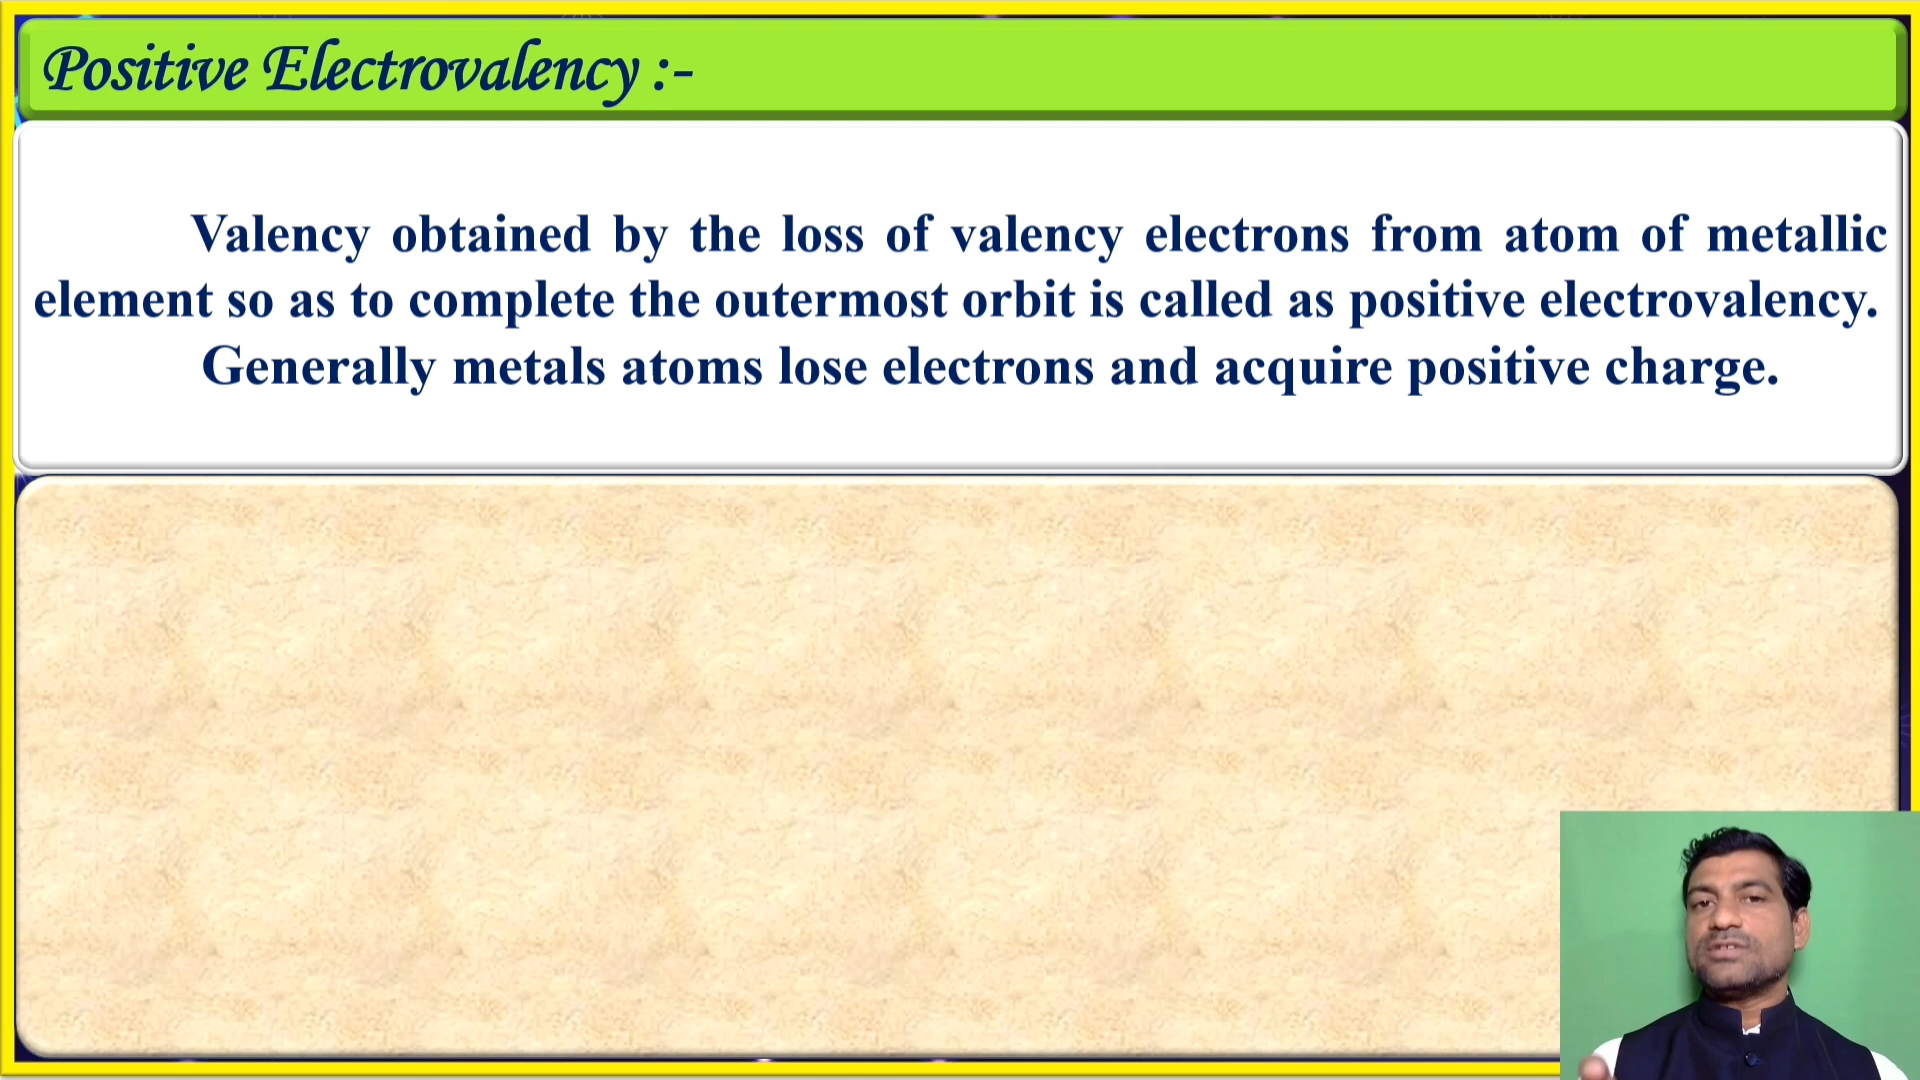 Positive Electrovalency :-
Valency obtained by the loss of valency electrons from atom of metallic
element so as to complete the outermost orbit is called as positive electrovalency.
Generally metals atoms lose electrons and acquire positive charge.